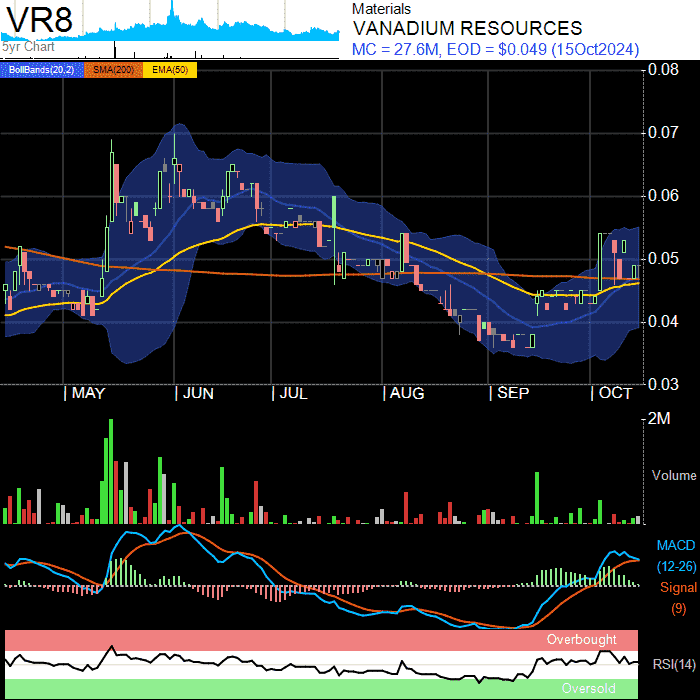 VR8
Materials
VANADIUM RESOURCES
MC = 27.6M, EOD = $0.049 (15Oct2024)
5yr Chart
BollBands(20,2) SMA(200) EMA(50)
0.08
0.07
0.06
0.05
0.04
0.03
MAY JUN JUL AUG SEP OCT
2M
Volume
MACD
(12-26)
Signal
(9)
Overbought
RSI(14)
Oversold